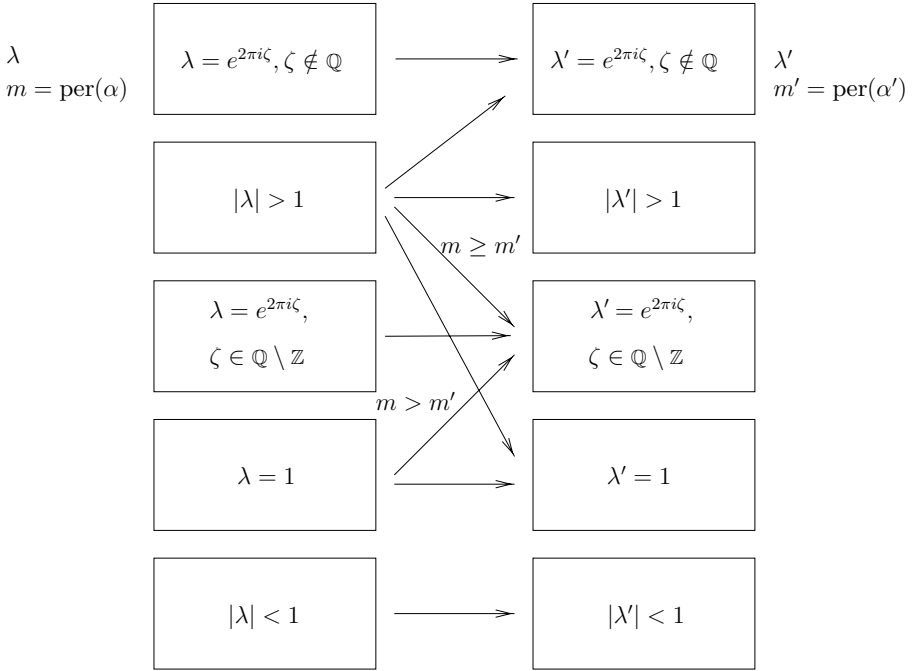 λ
m = per(α)
λ = e^{2πiζ}, ζ ∉ ℚ
λ′ = e^{2πiζ}, ζ ∉ ℚ
λ′
m′ = per(α′)
|λ| > 1
|λ′| > 1
m ≥ m′
λ = e^{2πiζ},
ζ ∈ ℚ \ ℤ
λ′ = e^{2πiζ},
ζ ∈ ℚ \ ℤ
m > m′
λ = 1
λ′ = 1
|λ| < 1
|λ′| < 1